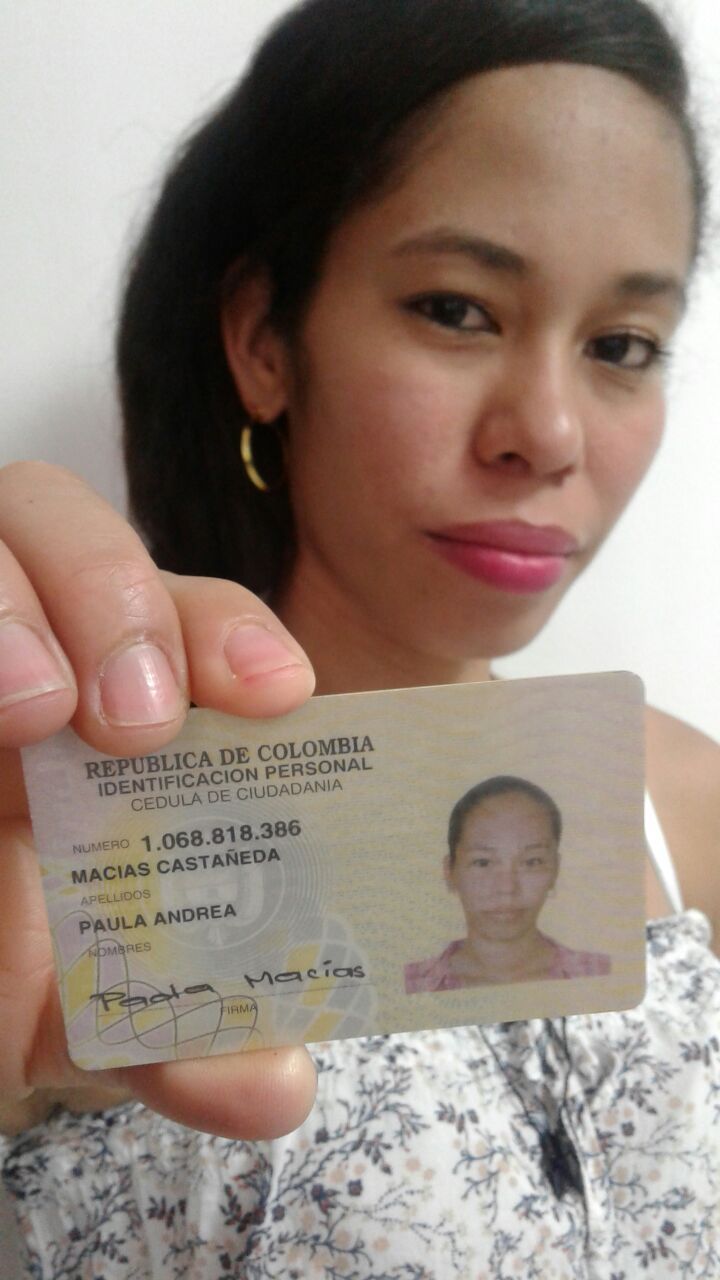 REPUBLICA DE COLOMBIA
IDENTIFICACION PERSONAL
CEDULA DE CIUDADANIA
NUMERO 1.068.818.386
MACIAS CASTAÑEDA
APELLIDOS
PAULA ANDREA
NOMBRES
Paola Macías
FIRMA